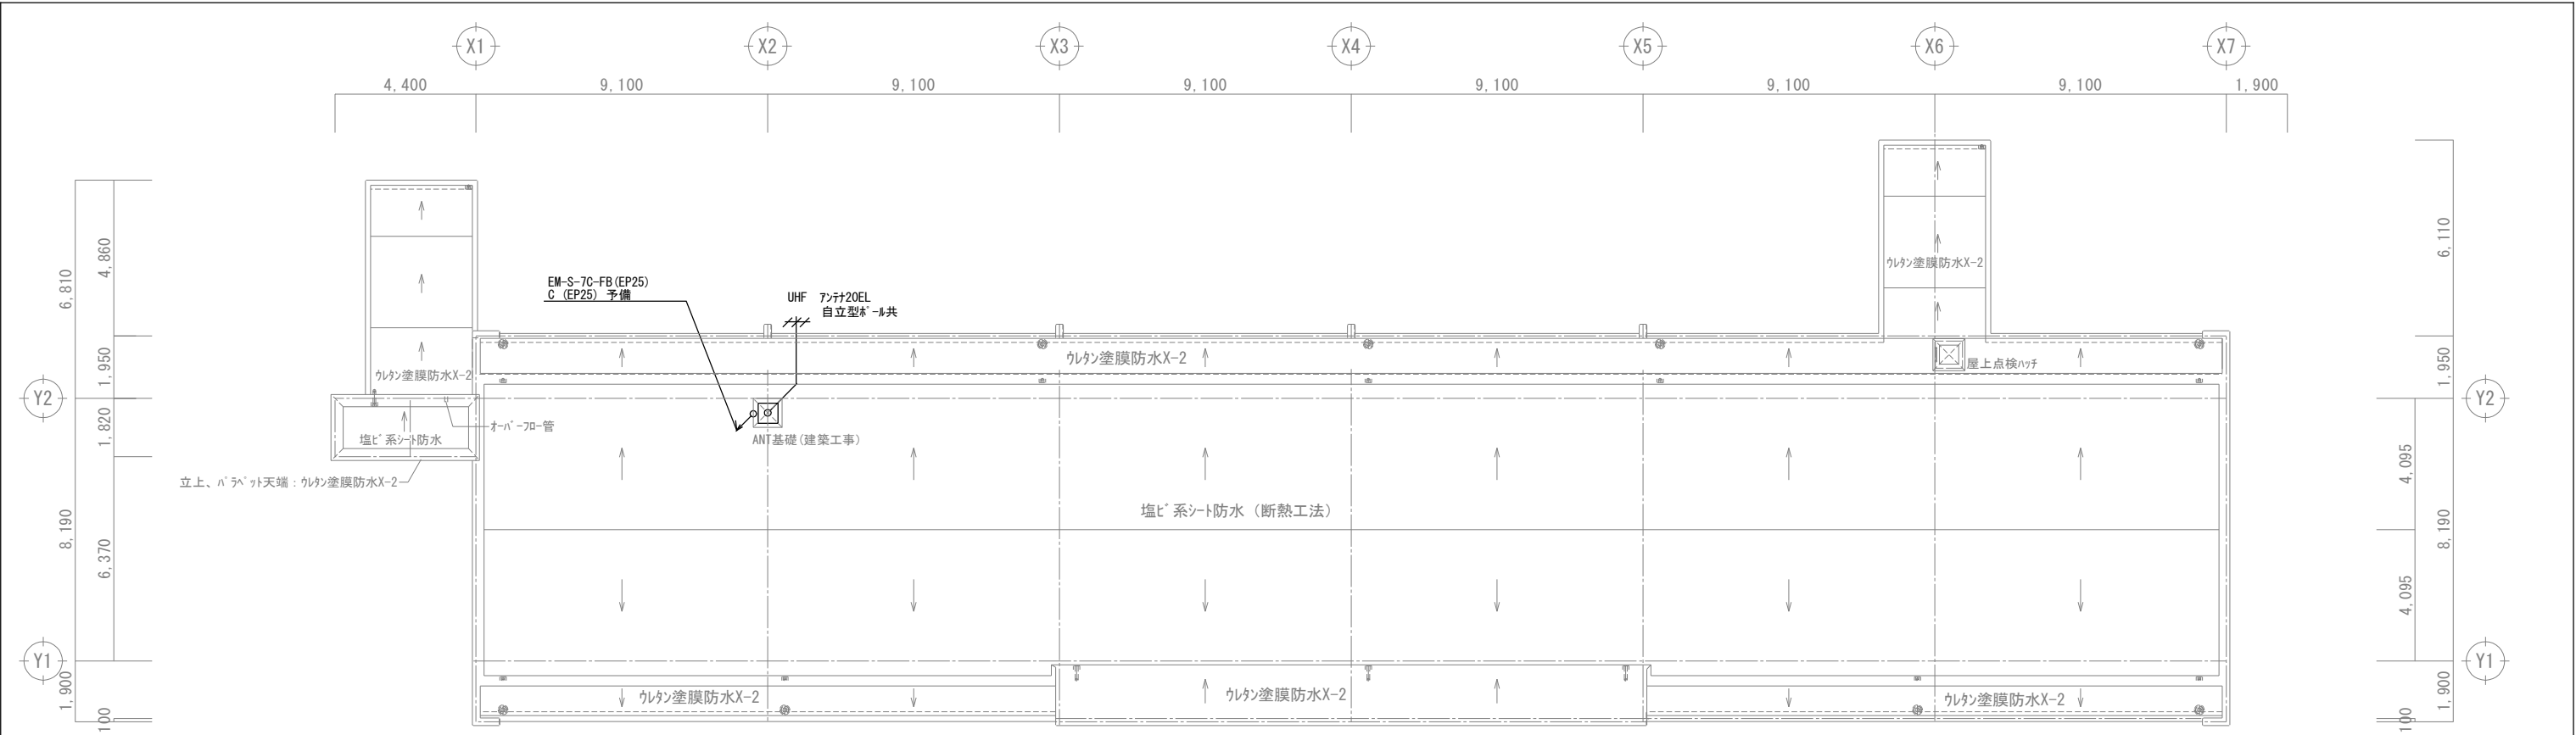 X1
X2
X3
X4
X5
X6
X7
4,400
9,100
9,100
9,100
9,100
9,100
9,100
1,900
6,810
4,860
1,950
1,820
8,190
6,370
1,900
100
Y2
Y1
EM-S-7C-FB(EP25)
C (EP25) 予備
UHF ｱﾝﾃﾅ20EL
自立型ﾎﾟｰﾙ共
ｳﾚﾀﾝ塗膜防水X-2
ｳﾚﾀﾝ塗膜防水X-2
ｳﾚﾀﾝ塗膜防水X-2
屋上点検ﾊｯﾁ
ｵｰﾊﾞｰﾌﾛｰ管
塩ﾋﾞ系ｼｰﾄ防水
ANT基礎(建築工事)
立上、ﾊﾟﾗﾍﾟｯﾄ天端：ｳﾚﾀﾝ塗膜防水X-2
塩ﾋﾞ系ｼｰﾄ防水（断熱工法）
ｳﾚﾀﾝ塗膜防水X-2
ｳﾚﾀﾝ塗膜防水X-2
ｳﾚﾀﾝ塗膜防水X-2
6,110
1,950
4,095
8,190
4,095
1,900
100
Y2
Y1